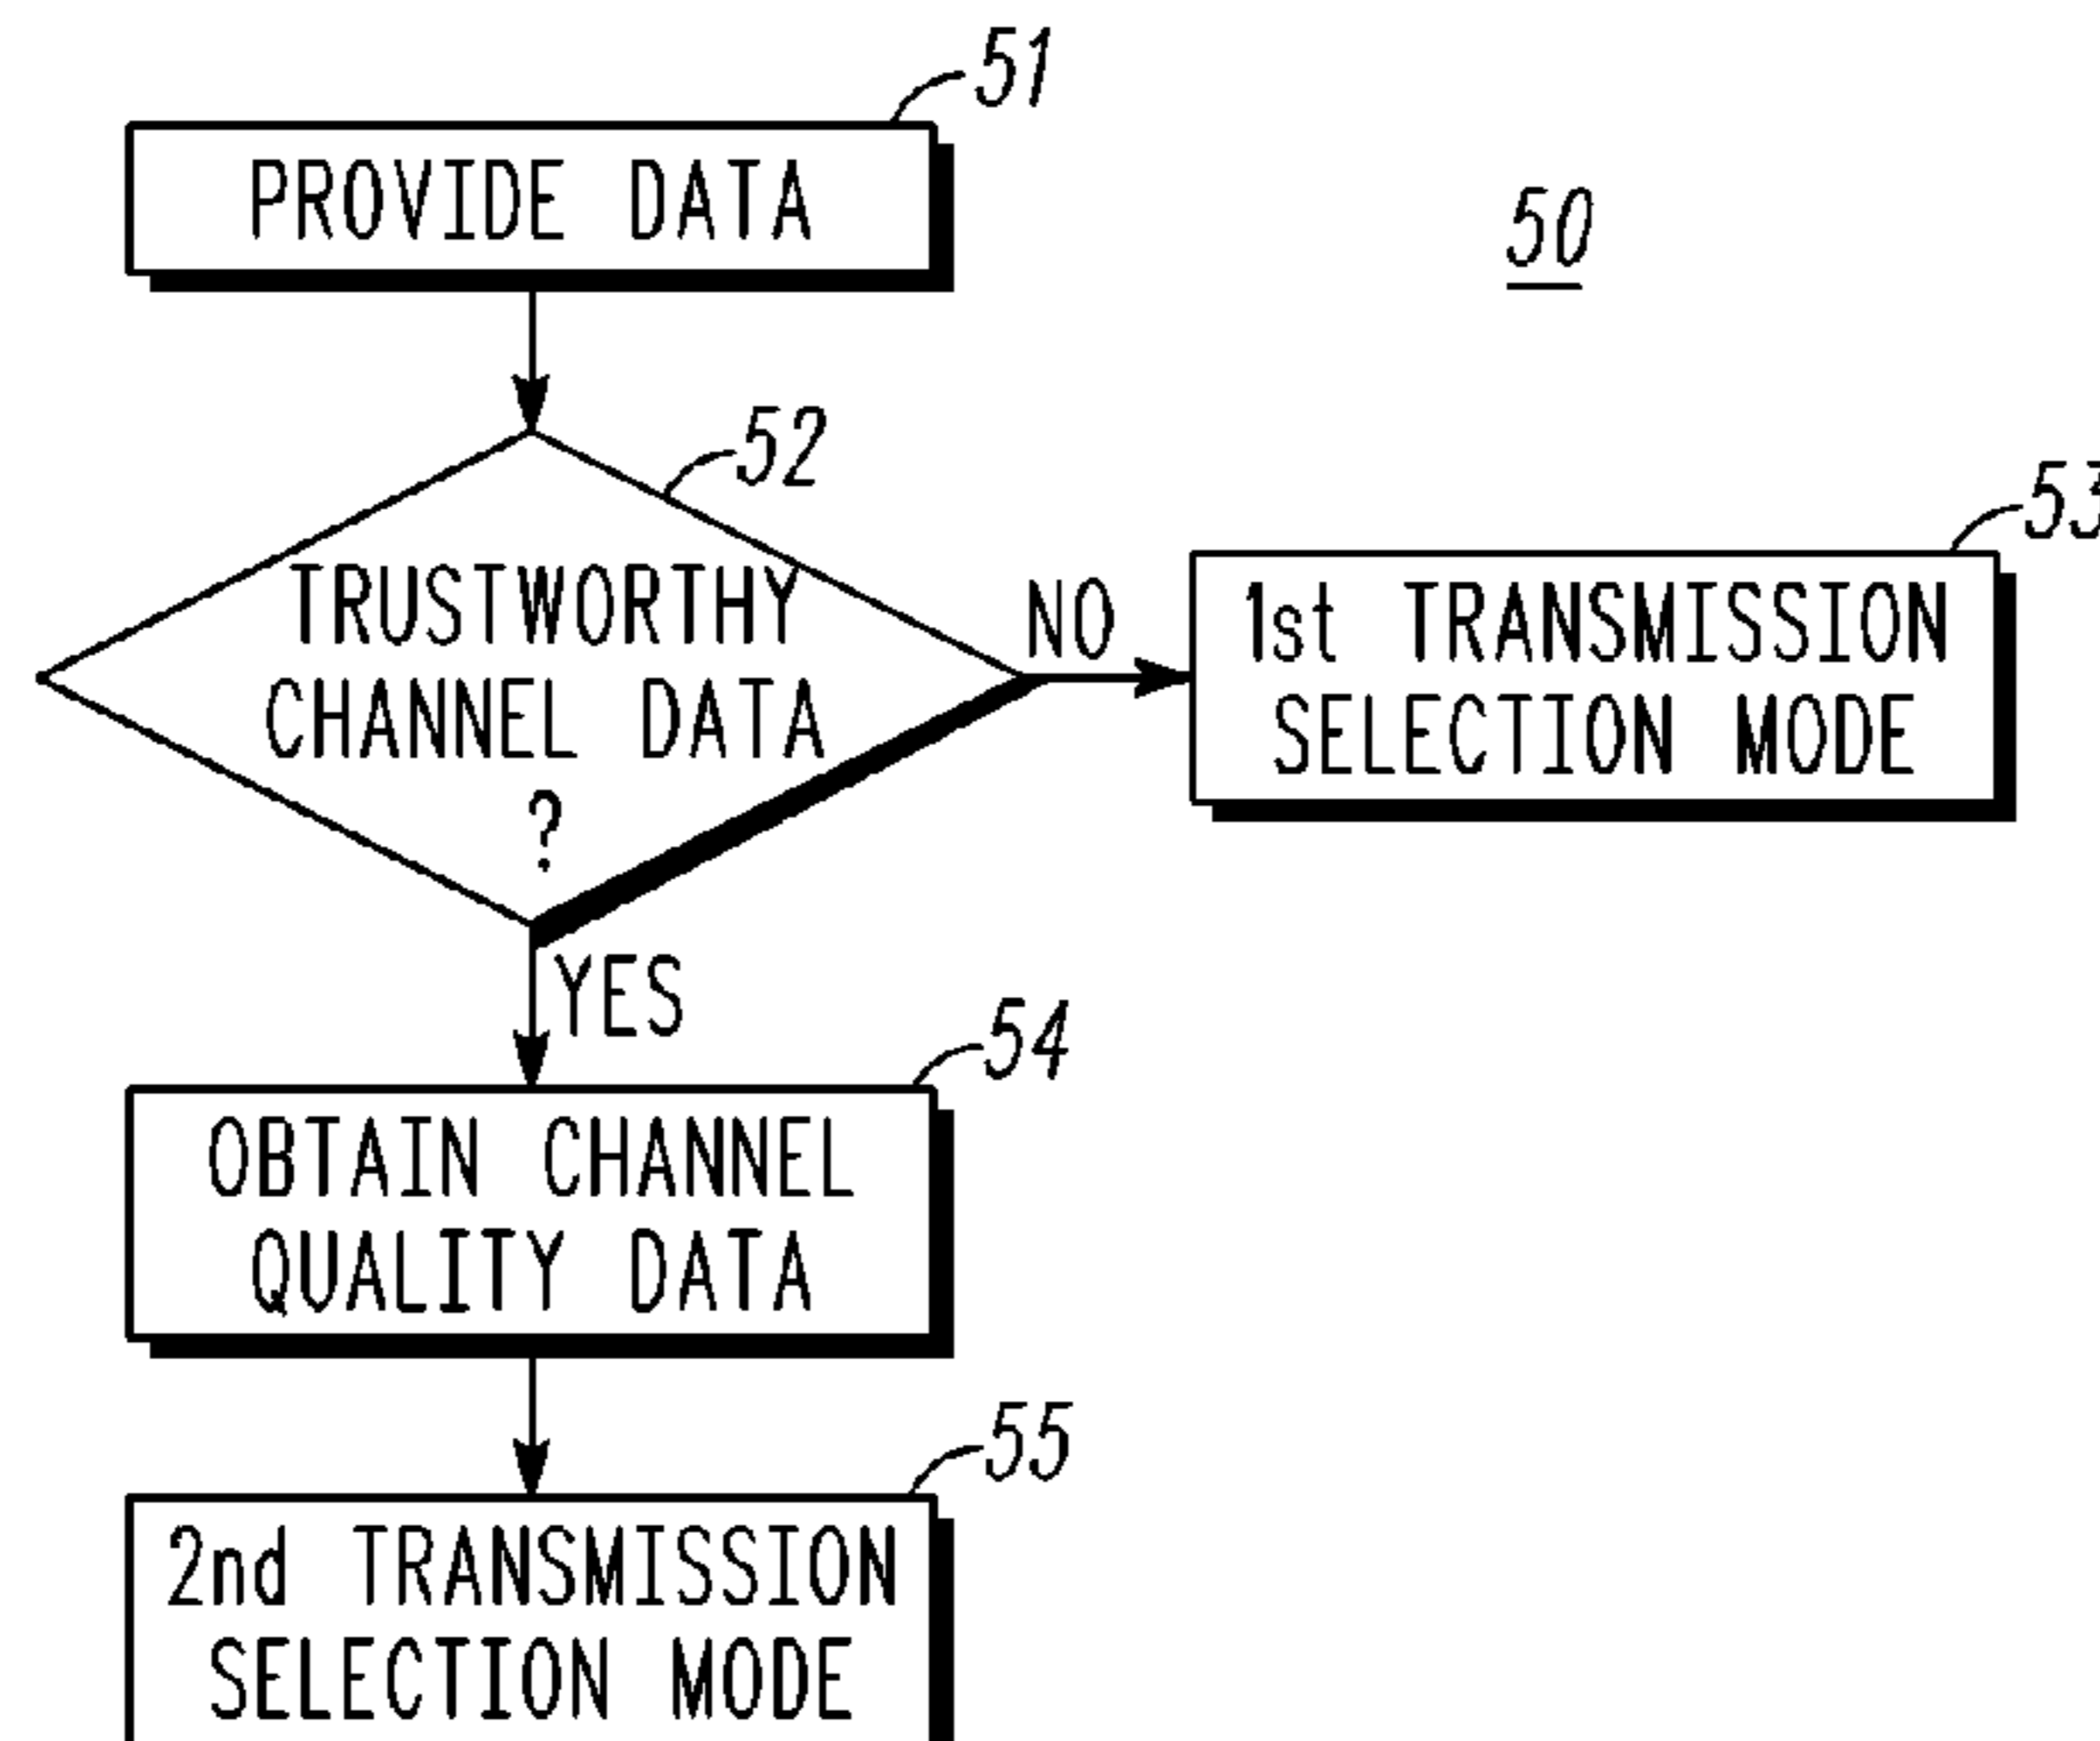 51
PROVIDE DATA
50
52
TRUSTWORTHY
CHANNEL DATA
?
NO
53
1st TRANSMISSION
SELECTION MODE
YES
54
OBTAIN CHANNEL
QUALITY DATA
55
2nd TRANSMISSION
SELECTION MODE